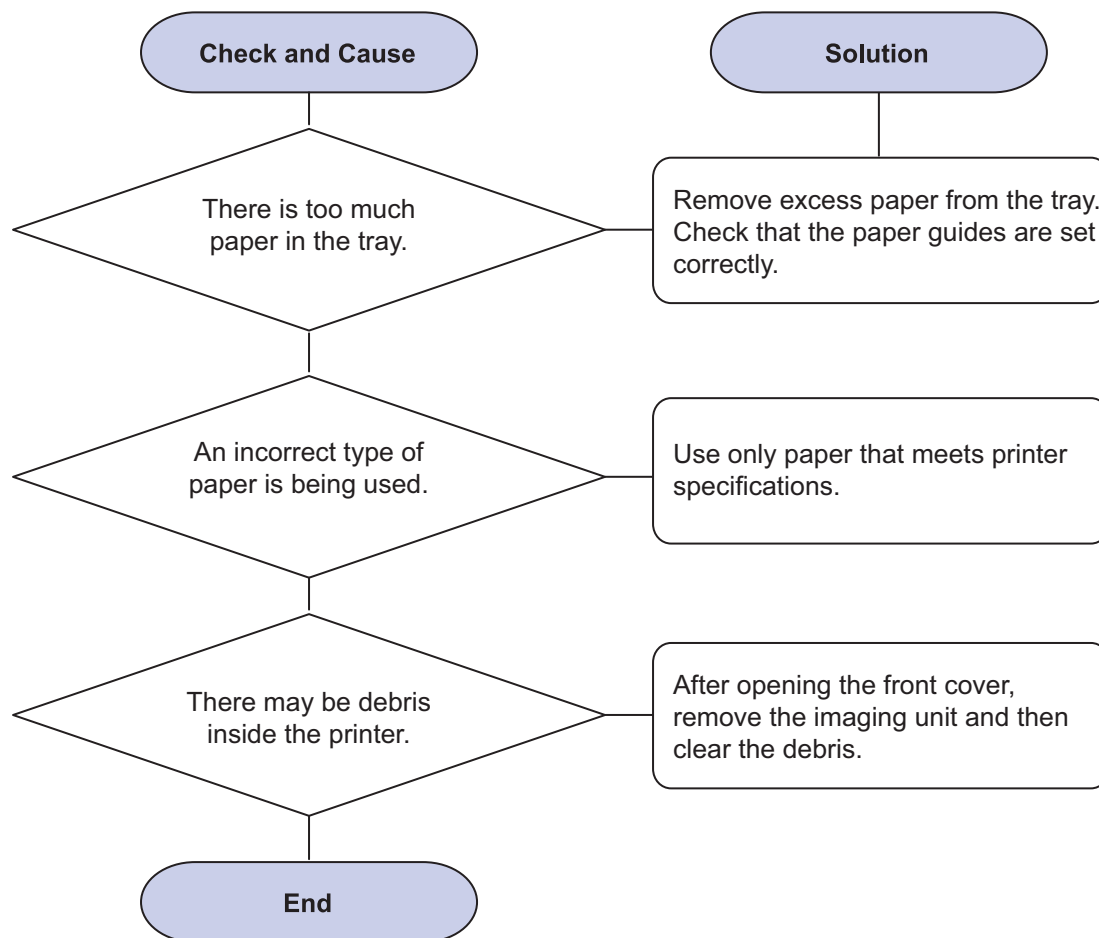 Check and Cause
Solution
There is too much
paper in the tray.
Remove excess paper from the tray.
Check that the paper guides are set
correctly.
An incorrect type of
paper is being used.
Use only paper that meets printer
specifications.
There may be debris
inside the printer.
After opening the front cover,
remove the imaging unit and then
clear the debris.
End